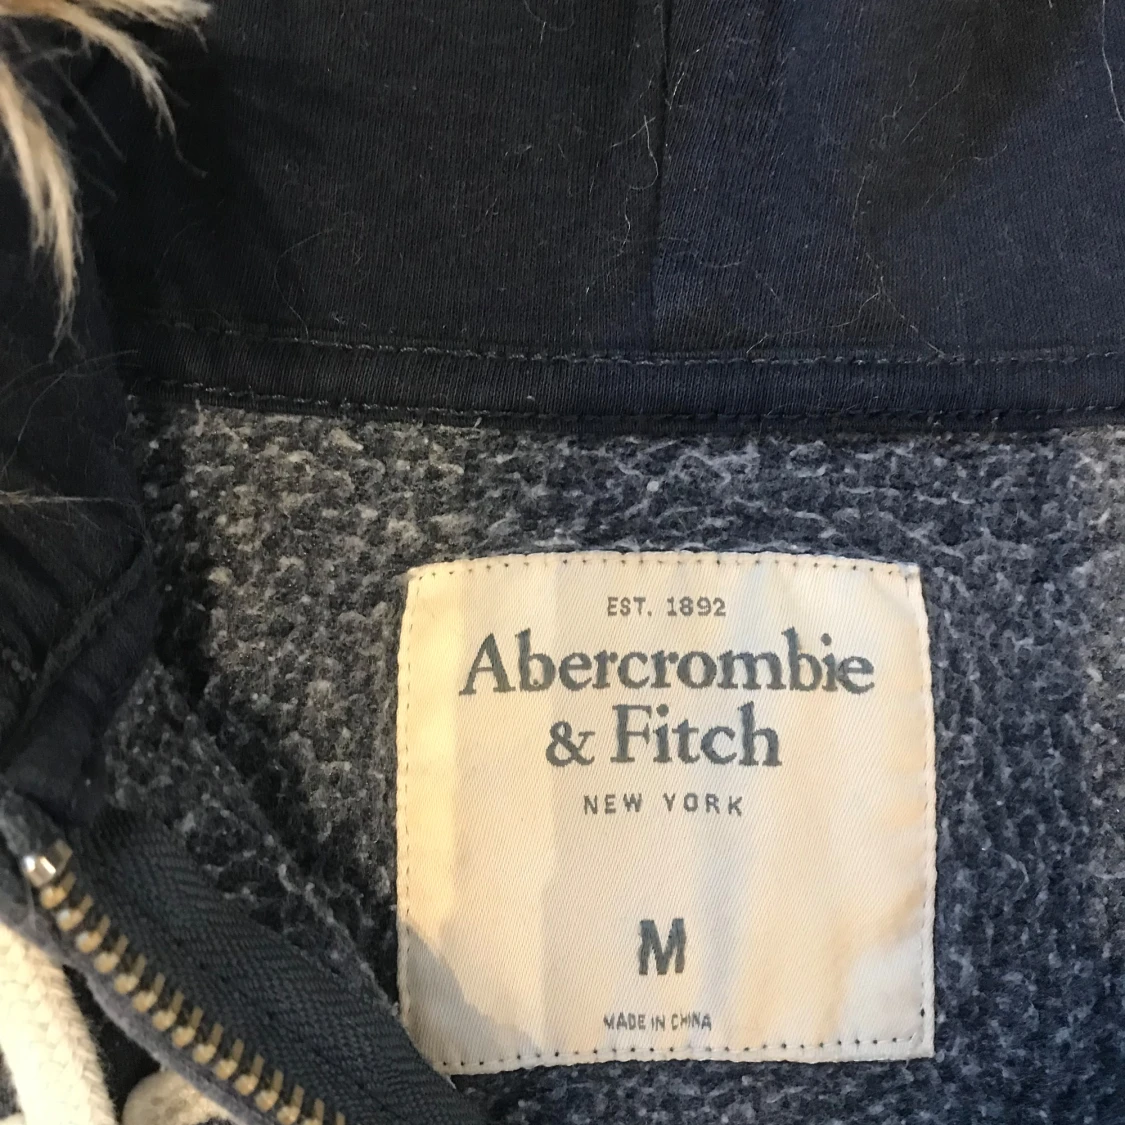 EST. 1892
Abercrombie
& Fitch
NEW YORK
M
MADE IN CHINA